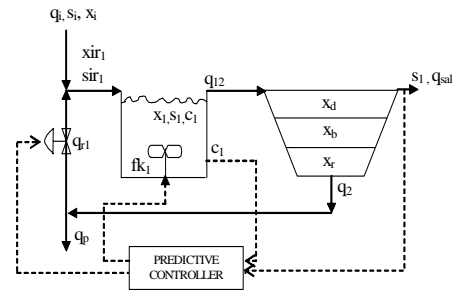 qi, si, xi
xir1
sir1
q12
s1, qsal
x1,s1,c1
xd
xb
xr
qr1
fk1
c1
q2
qp
PREDICTIVE
CONTROLLER